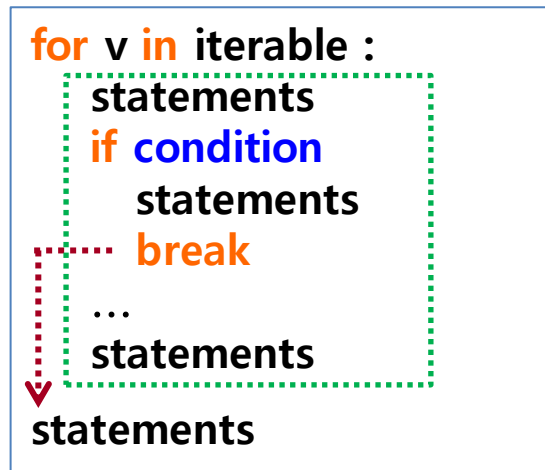 for v in iterable :
statements
if condition
statements
break
...
statements
statements